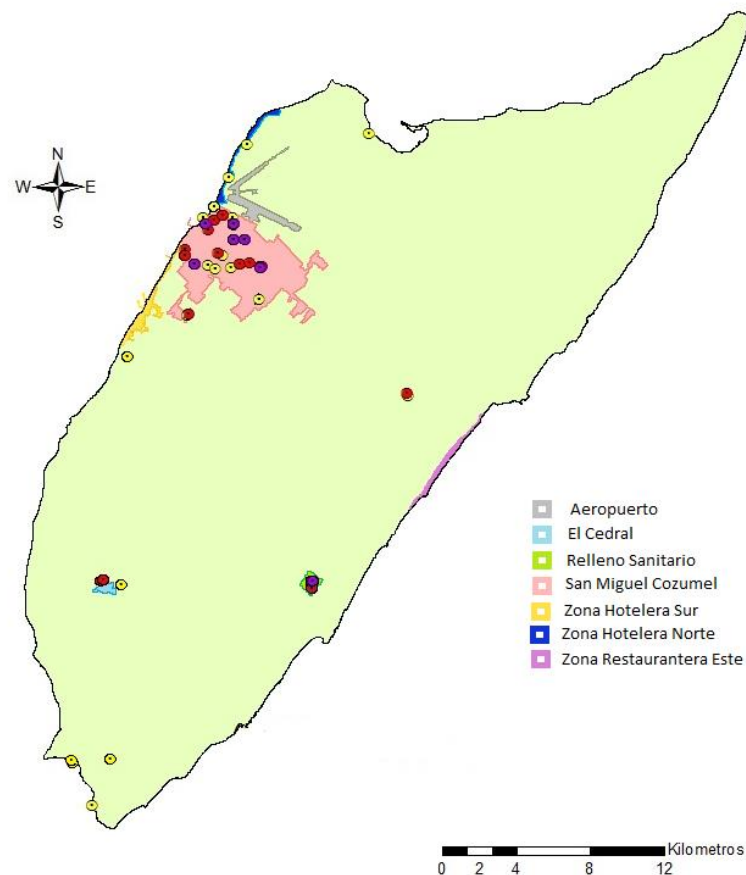 N
W E
S
Aeropuerto
El Cedral
Relleno Sanitario
San Miguel Cozumel
Zona Hotelera Sur
Zona Hotelera Norte
Zona Restaurantera Este
Kilometros
0 2 4 8 12